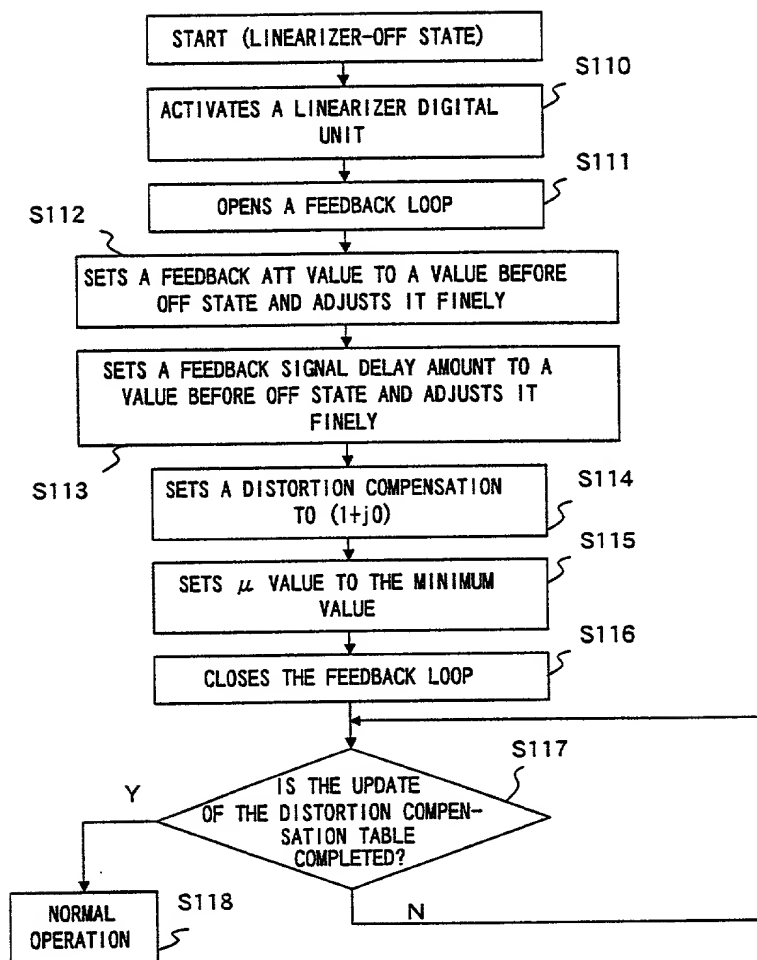 START (LINEARIZER-OFF STATE)
S110
ACTIVATES A LINEARIZER DIGITAL
UNIT
S111
OPENS A FEEDBACK LOOP
S112
SETS A FEEDBACK ATT VALUE TO A VALUE BEFORE
OFF STATE AND ADJUSTS IT FINELY
SETS A FEEDBACK SIGNAL DELAY AMOUNT TO A
VALUE BEFORE OFF STATE AND ADJUSTS IT
FINELY
S113
SETS A DISTORTION COMPENSATION
TO (1+j0)
S114
S115
SETS μ VALUE TO THE MINIMUM
VALUE
S116
CLOSES THE FEEDBACK LOOP
S117
IS THE UPDATE
OF THE DISTORTION COMPEN-
SATION TABLE
COMPLETED?
Y
N
S118
NORMAL
OPERATION